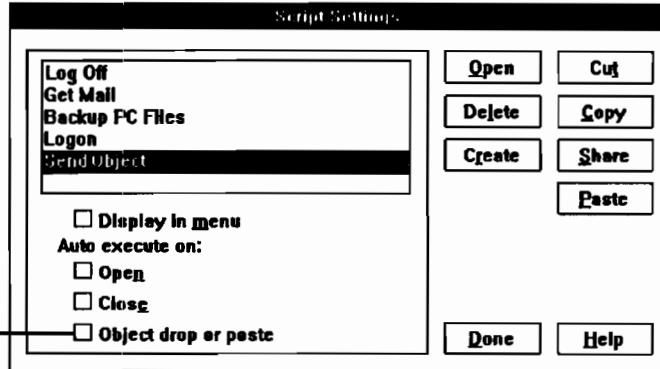 Script Settings
Log Off
Get Mail
Backup PC Files
Logon
Send Object
Display in menu
Auto execute on:
Open
Close
Object drop or paste
Open
Cut
Delete
Copy
Create
Share
Paste
Done
Help